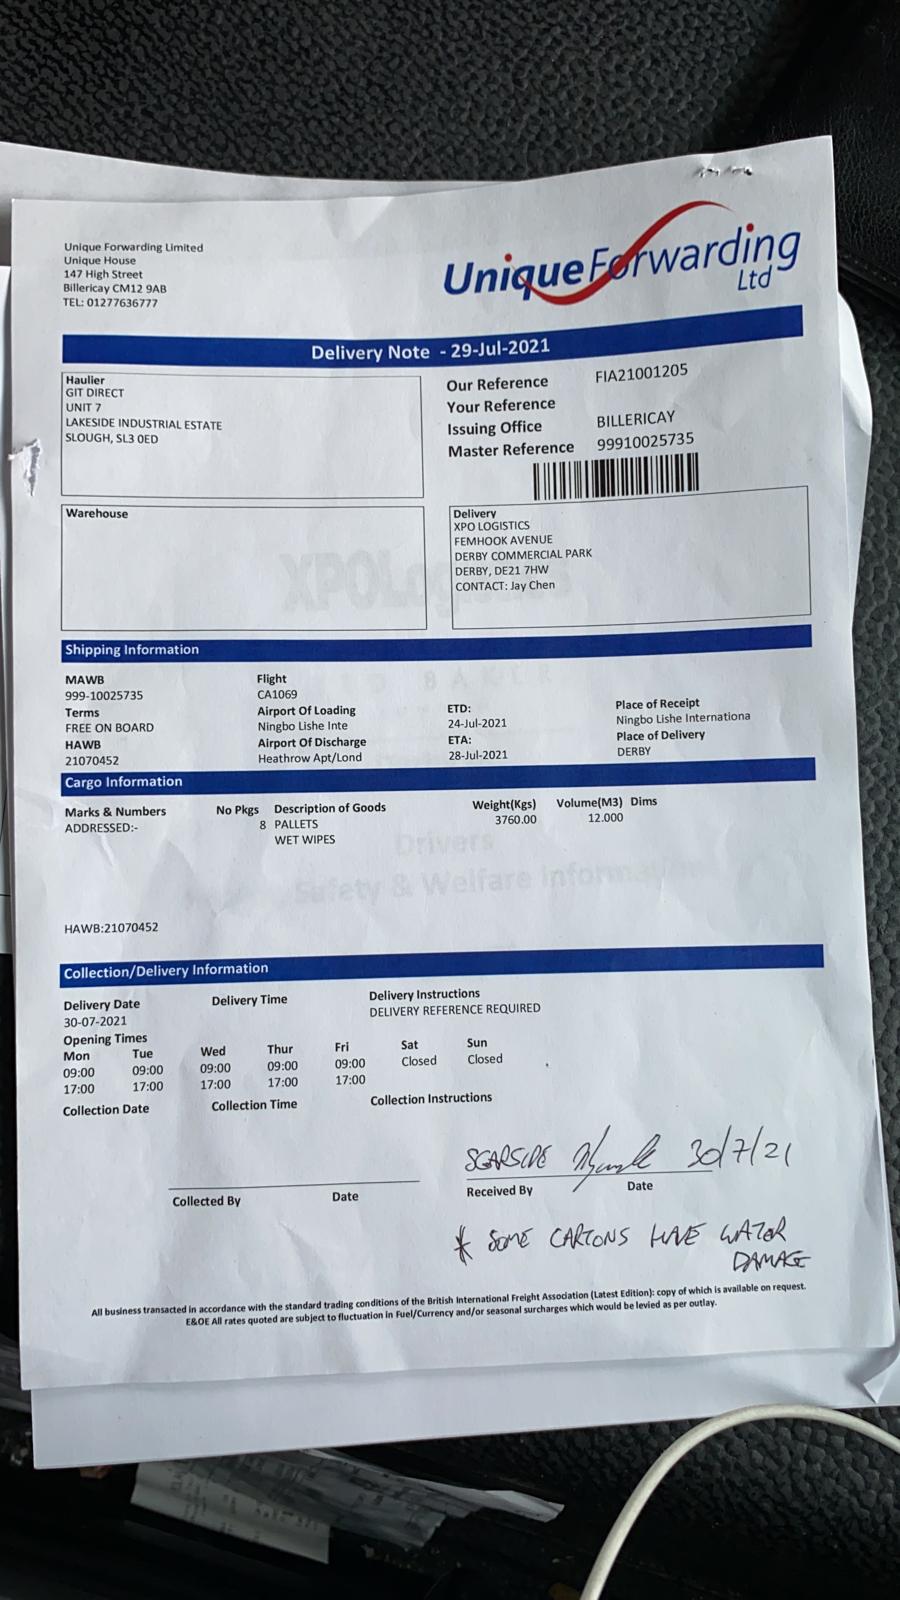 Unique Forwarding Limited
Unique House
147 High Street
Billericay CM12 9AB
TEL: 01277636777
UniqueForwarding
Ltd
Delivery Note - 29-Jul-2021
Haulier
GIT DIRECT
UNIT 7
LAKESIDE INDUSTRIAL ESTATE
SLOUGH, SL3 0ED
Our Reference FIA21001205
Your Reference
Issuing Office BILLERICAY
Master Reference 99910025735
Warehouse
Delivery
XPO LOGISTICS
FEMHOOK AVENUE
DERBY COMMERCIAL PARK
DERBY, DE21 7HW
CONTACT: Jay Chen
Shipping Information
MAWB Flight
999-10025735 CA1069
Terms Airport Of Loading ETD: Place of Receipt
FREE ON BOARD Ningbo Lishe Inte 24-Jul-2021 Ningbo Lishe Internationa
HAWB Airport Of Discharge ETA: Place of Delivery
21070452 Heathrow Apt/Lond 28-Jul-2021 DERBY
Cargo Information
Marks & Numbers No Pkgs Description of Goods Weight(Kgs) Volume(M3) Dims
ADDRESSED:- 8 PALLETS 3760.00 12.000
WET WIPES
Drivers
Safety & Welfare
HAWB:21070452
Collection/Delivery Information
Delivery Date Delivery Time Delivery Instructions
30-07-2021 DELIVERY REFERENCE REQUIRED
Opening Times
Mon Tue Wed Thur Fri Sat Sun
09:00 09:00 09:00 09:00 09:00 Closed Closed
17:00 17:00 17:00 17:00 17:00
Collection Date Collection Time Collection Instructions
SGARSIDE 30/7/21
Collected By Date Received By Date
* SOME CARTONS HAVE WATER
DAMAGE
All business transacted in accordance with the standard trading conditions of the British International Freight Association (Latest Edition): copy of which is available on request.
E&OE All rates quoted are subject to fluctuation in Fuel/Currency and/or seasonal surcharges which would be levied as per outlay.